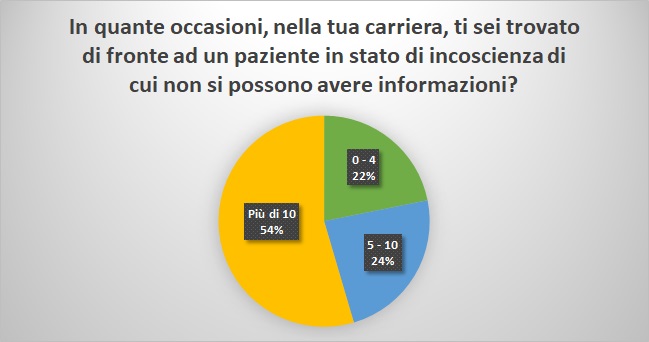 In quante occasioni, nella tua carriera, ti sei trovato
di fronte ad un paziente in stato di incoscienza di
cui non si possono avere informazioni?
0 - 4
22%
Più di 10
54%
5 - 10
24%